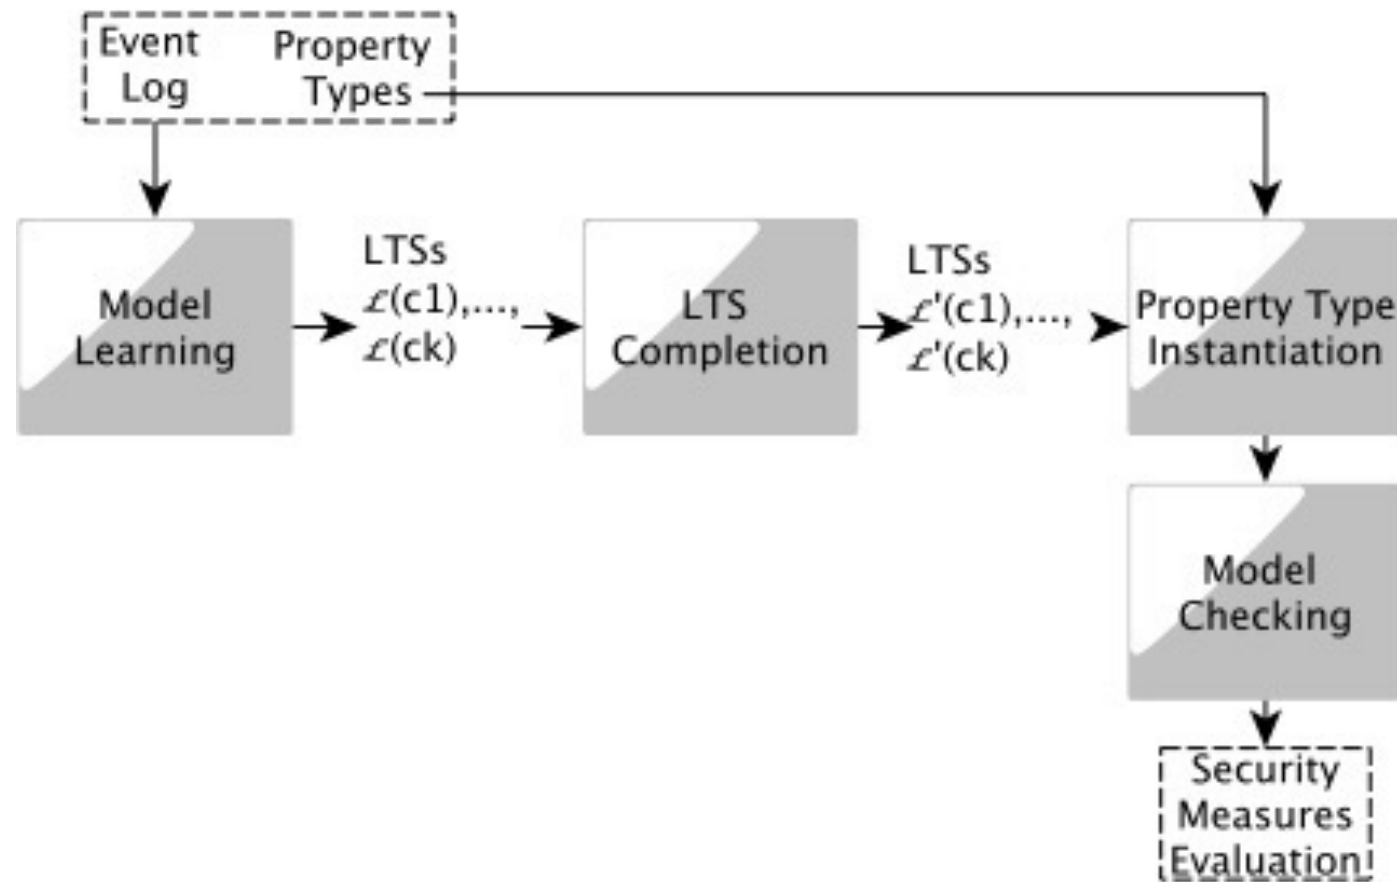 Event
Log
Property
Types
Model
Learning
LTSs
ℒ(c1),...,
ℒ(ck)
LTS
Completion
LTSs
ℒ'(c1),...,
ℒ'(ck)
Property Type
Instantiation
Model
Checking
Security
Measures
Evaluation